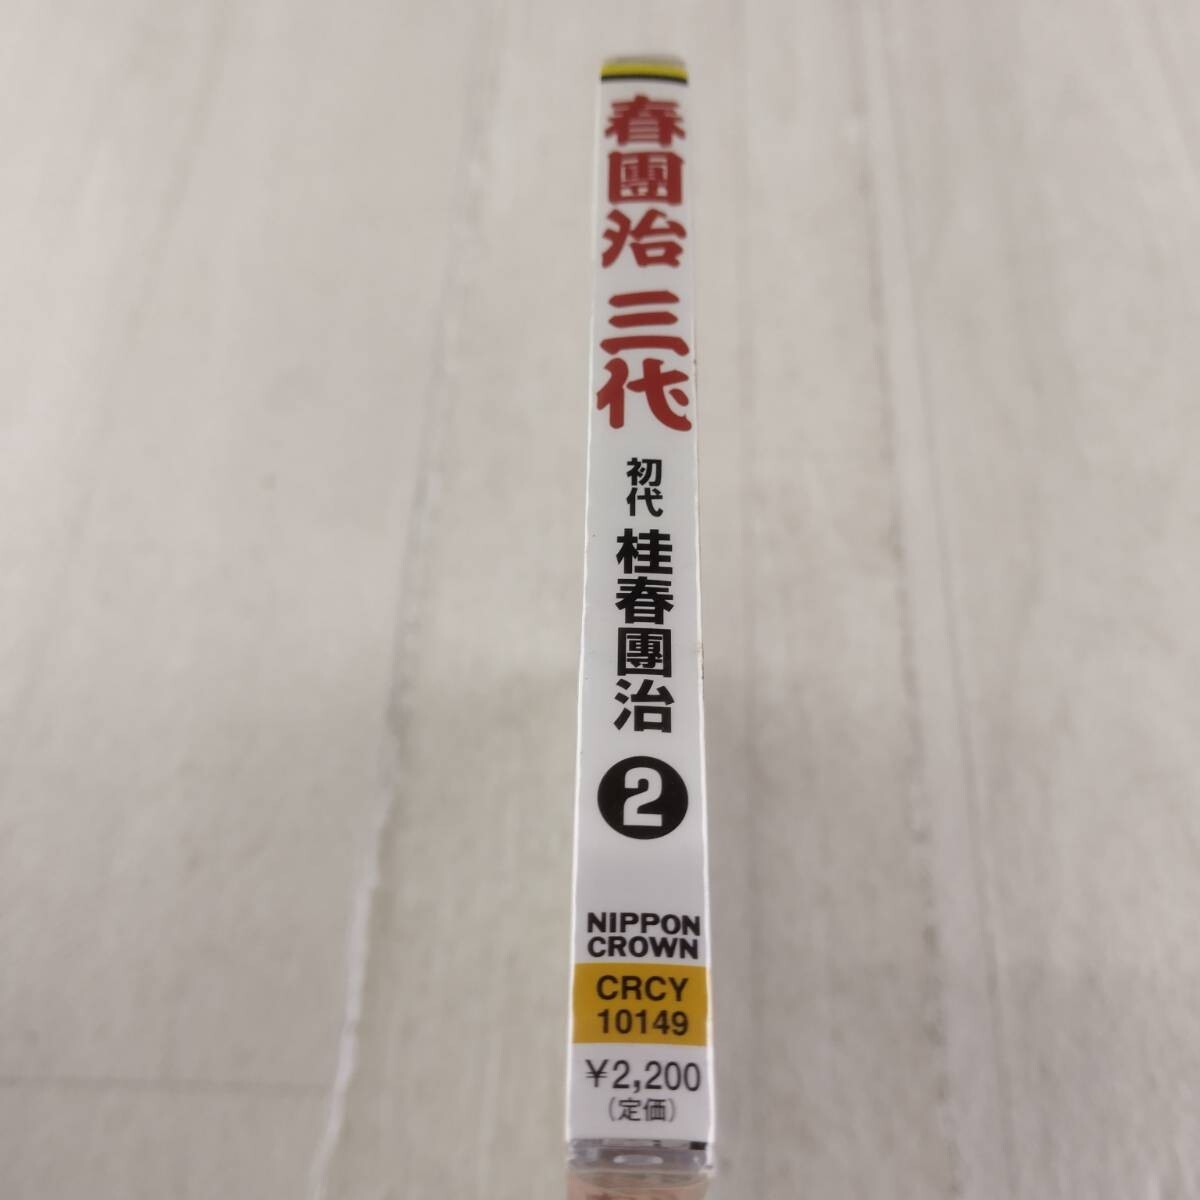 春團治 三代
初代 桂春團治 2
NIPPON
CROWN
CRCY
10149
¥2,200
(定価)